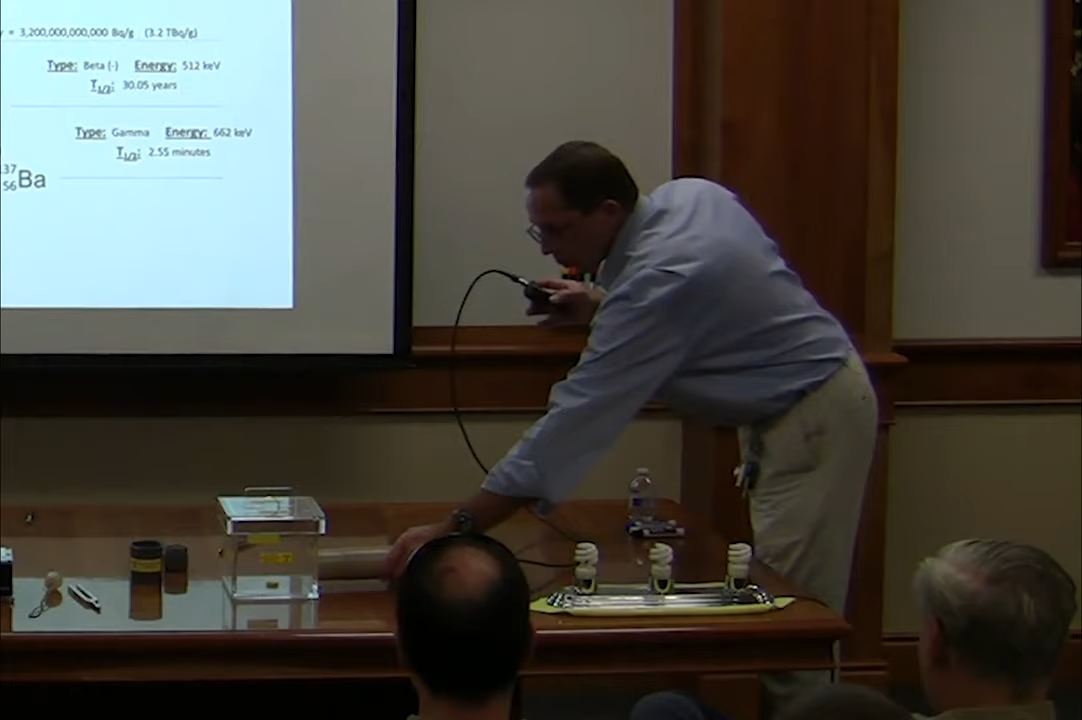 = 3,200,000,000,000 Bq/g (3.2 TBq/g)
Type: Beta (-) Energy: 512 keV
T1/2: 30.05 years
Type: Gamma Energy: 662 keV
T1/2: 2.55 minutes
37
56Ba